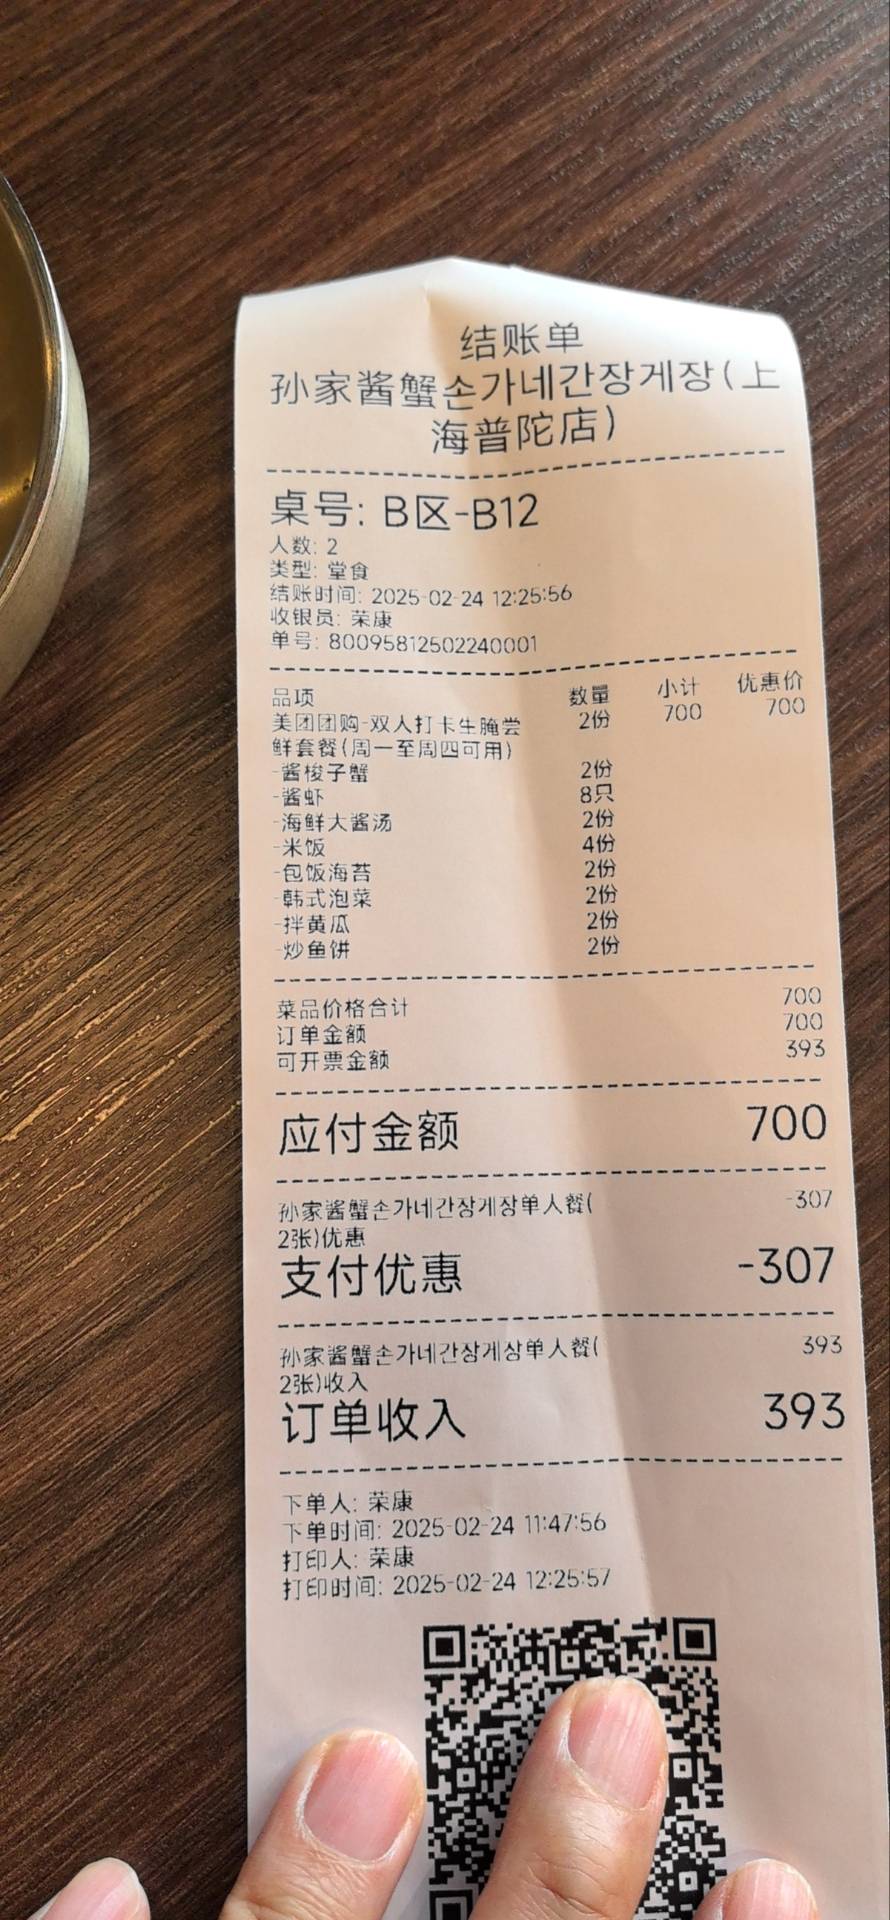 结账单
孙家酱蟹손가네간장게장(上
海普陀店)
桌号: B区-B12
人数: 2
类型: 堂食
结账时间: 2025-02-24 12:25:56
收银员: 荣康
单号: 80095812502240001
品项 数量 小计 优惠价
美团团购-双人打卡生腌尝 2份 700 700
鲜套餐(周一至周四可用)
-酱梭子蟹 2份
-酱虾 8只
-海鲜大酱汤 2份
-米饭 4份
-包饭海苔 2份
-韩式泡菜 2份
-拌黄瓜 2份
-炒鱼饼 2份
菜品价格合计 700
订单金额 700
可开票金额 393
应付金额 700
孙家酱蟹손가네간장게장单人餐( -307
2张)优惠
支付优惠 -307
孙家酱蟹손가네간장게장单人餐( 393
2张)收入
订单收入 393
下单人: 荣康
下单时间: 2025-02-24 11:47:56
打印人: 荣康
打印时间: 2025-02-24 12:25:57